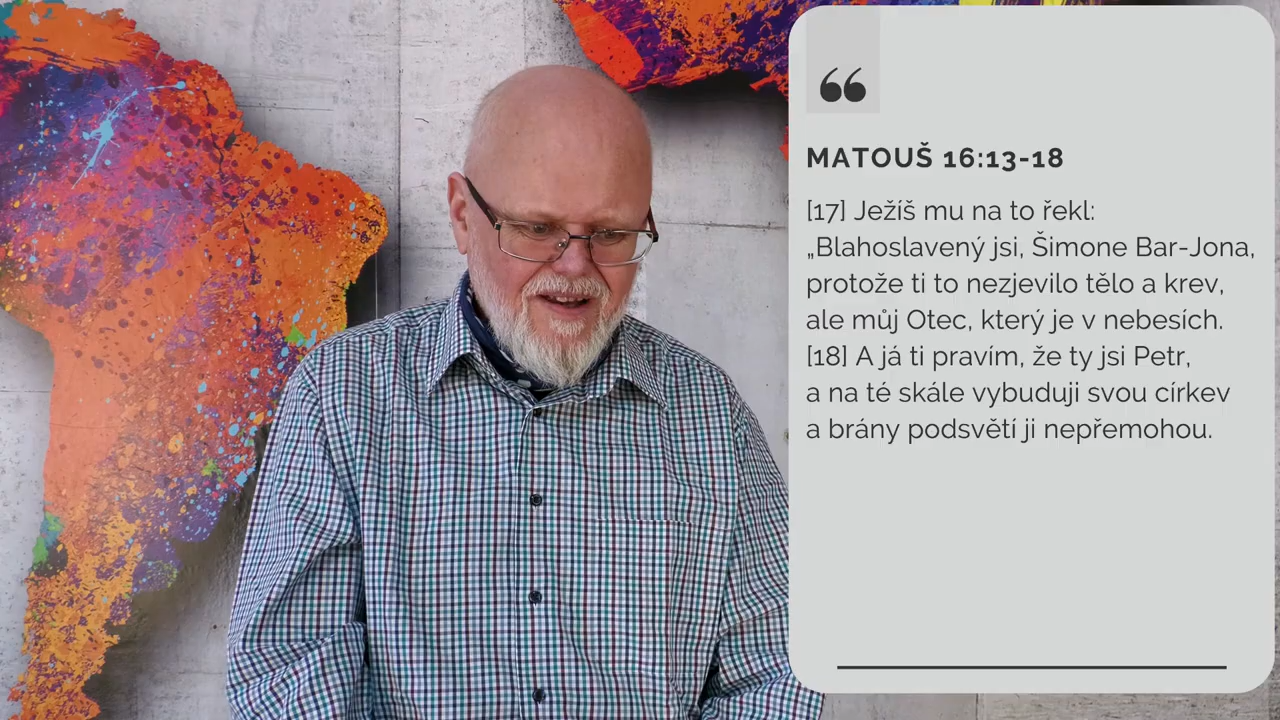 “
MATOUŠ 16:13-18
[17] Ježíš mu na to řekl:
„Blahoslavený jsi, Šimone Bar-Jona,
protože ti to nezjevilo tělo a krev,
ale můj Otec, který je v nebesích.
[18] A já ti pravím, že ty jsi Petr,
a na té skále vybuduji svou církev
a brány podsvětí ji nepřemohou.